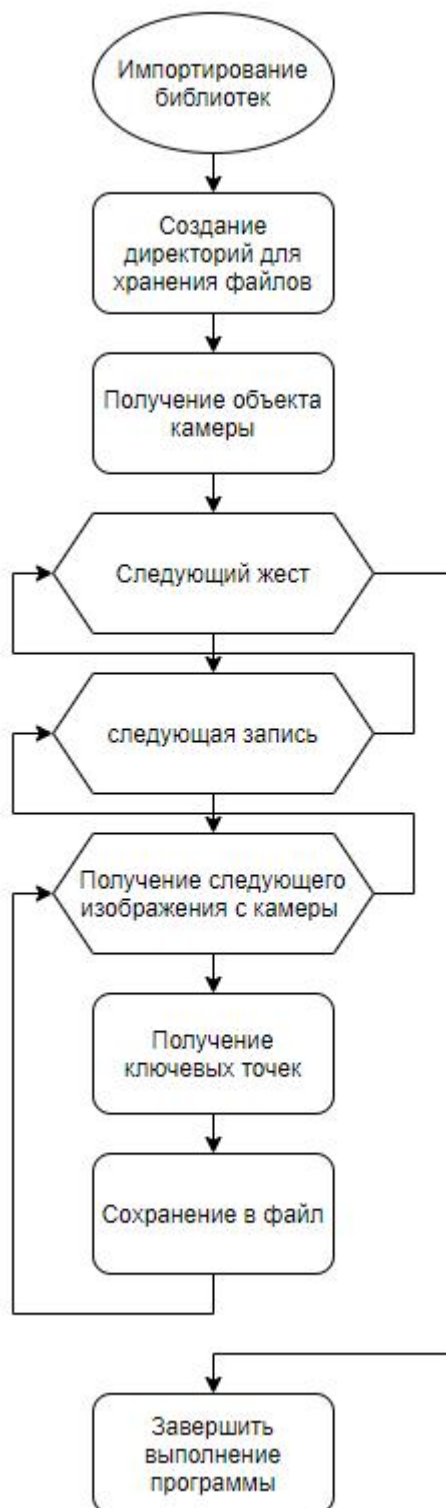 Импортирование
библиотек
Создание
директорий для
хранения файлов
Получение объекта
камеры
Следующий жест
следующая запись
Получение следующего
изображения с камеры
Получение
ключевых точек
Сохранение в файл
Завершить
выполнение
программы